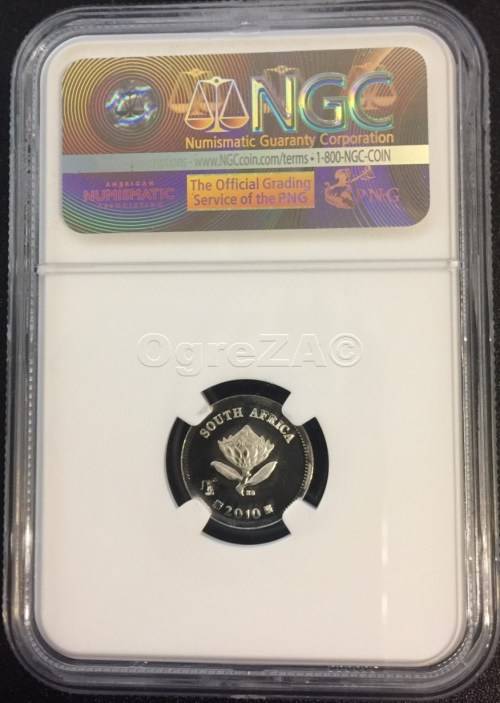 NGC
Numismatic Guaranty Corporation
www.NGCcoin.com/terms • 1-800-NGC-COIN
AMERICAN
NUMISMATIC
ASSOCIATION
The Official Grading
Service of the PNG
PNG
OgreZA©
SOUTH AFRICA
2010